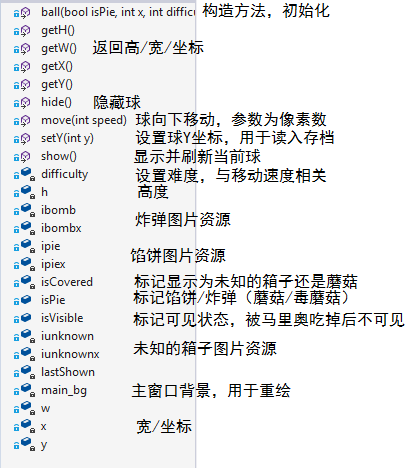 ball(bool isPie, int x, int difficu 构造方法，初始化
getH()
getW() 返回高/宽/坐标
getX()
getY()
hide() 隐藏球
move(int speed) 球向下移动，参数为像素数
setY(int y) 设置球Y坐标，用于读入存档
show() 显示并刷新当前球
difficulty 设置难度，与移动速度相关
h 高度
ibomb
炸弹图片资源
ibombx
ipie
馅饼图片资源
ipiex
isCovered 标记显示为未知的箱子还是蘑菇
isPie 标记馅饼/炸弹（蘑菇/毒蘑菇）
isVisible 标记可见状态，被马里奥吃掉后不可见
iunknown
未知的箱子图片资源
iunknownx
lastShown
main_bg 主窗口背景，用于重绘
w
x 宽/坐标
y